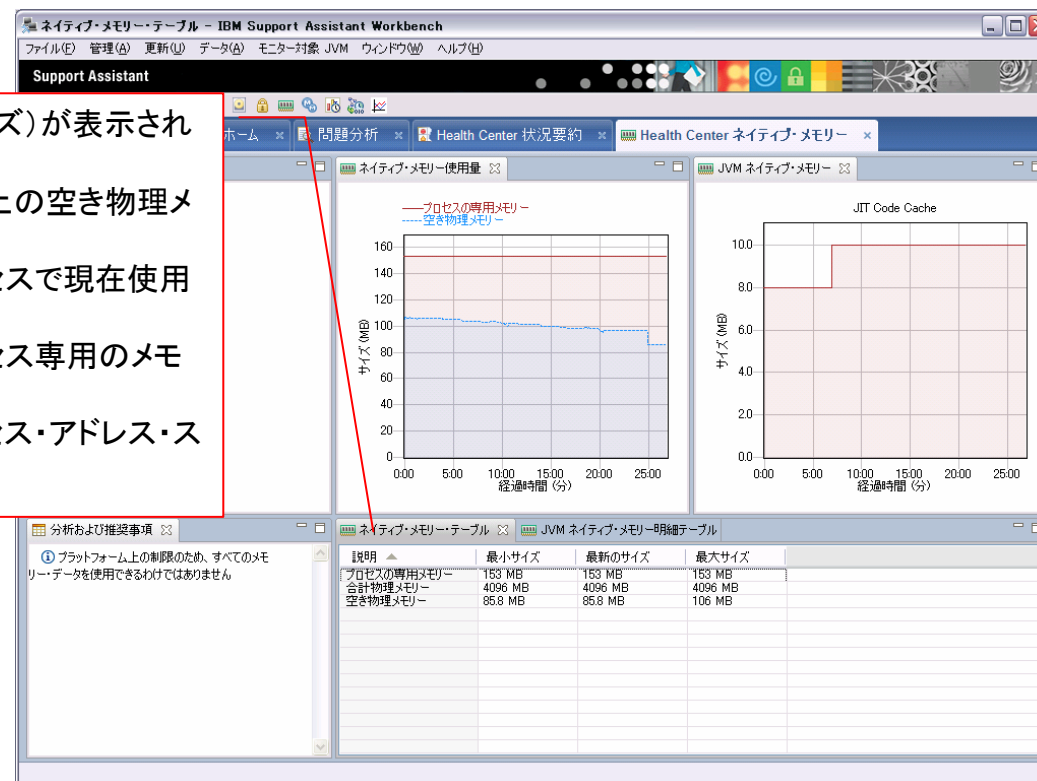 ネイティブ・メモリー・テーブル - IBM Support Assistant Workbench
ファイル(F) 管理(A) 更新(U) データ(A) モニター対象 JVM ウィンドウ(W) ヘルプ(H)
Support Assistant
ズ)が表示され
上の空き物理メ
セスで現在使用
セス専用のメモ
セス・アドレス・ス
ホーム
問題分析
Health Center 状況要約
Health Center ネイティブ・メモリー
ネイティブ・メモリー使用量
プロセスの専用メモリー
空き物理メモリー
160
140
120
100
80
60
40
20
0
サイズ (MB)
0:00 5:00 10:00 15:00 20:00 25:00
経過時間 (分)
JVM ネイティブ・メモリー
JIT Code Cache
10.0
8.0
6.0
4.0
2.0
0.0
サイズ (MB)
0:00 5:00 10:00 15:00 20:00 25:00
経過時間 (分)
分析および推奨事項
プラットフォーム上の制限のため、すべてのメモ
リー・データを使用できるわけではありません
ネイティブ・メモリー・テーブル JVM ネイティブ・メモリー明細テーブル
説明 最小サイズ 最新のサイズ 最大サイズ
プロセスの専用メモリー 153 MB 153 MB 153 MB
合計物理メモリー 4096 MB 4096 MB 4096 MB
空き物理メモリー 85.8 MB 85.8 MB 106 MB